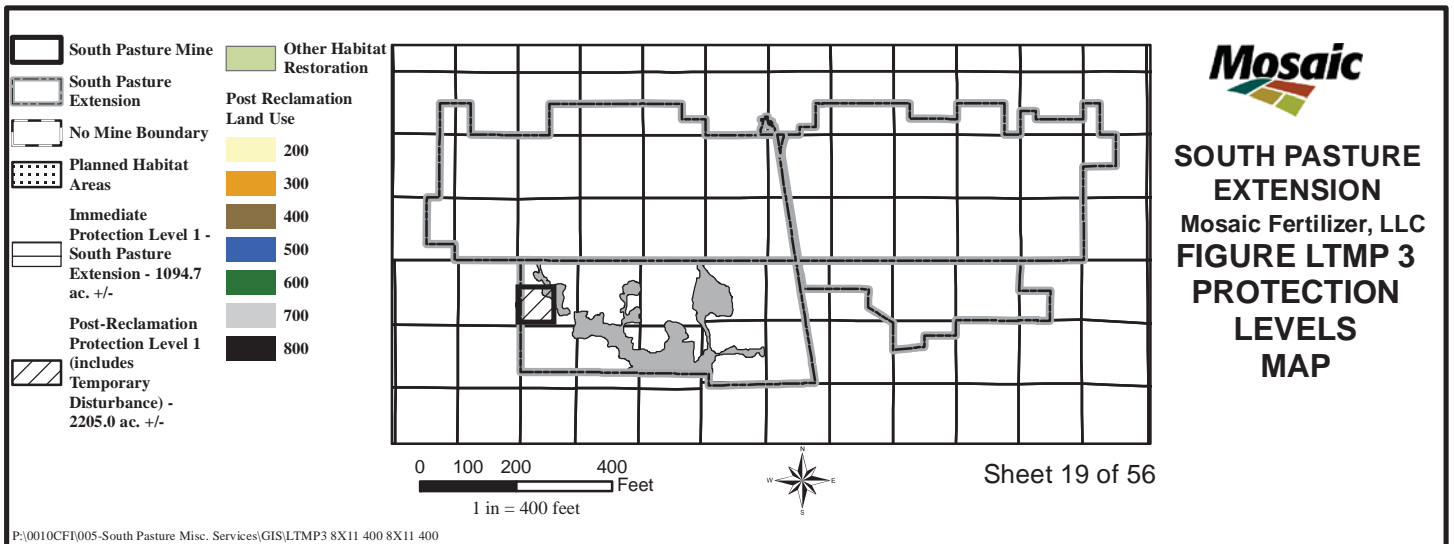 South Pasture Mine
South Pasture
Extension
No Mine Boundary
Planned Habitat
Areas
Immediate
Protection Level 1 -
South Pasture
Extension - 1094.7
ac. +/-
Post-Reclamation
Protection Level 1
(includes
Temporary
Disturbance) -
2205.0 ac. +/-
Other Habitat
Restoration
Post Reclamation
Land Use
200
300
400
500
600
700
800
0 100 200 400
Feet
1 in = 400 feet
N
W E
S
Sheet 19 of 56
Mosaic
SOUTH PASTURE
EXTENSION
Mosaic Fertilizer, LLC
FIGURE LTMP 3
PROTECTION
LEVELS
MAP
P:\0010CFI\005-South Pasture Misc. Services\GIS\LTMP3 8X11 400 8X11 400